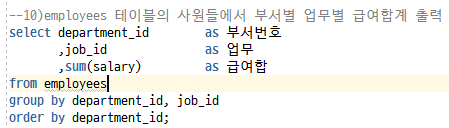 --10)employees 테이블의 사원들에서 부서별 업무별 급여합계 출력
select department_id as 부서번호
,job_id as 업무
,sum(salary) as 급여합
from employees
group by department_id, job_id
order by department_id;